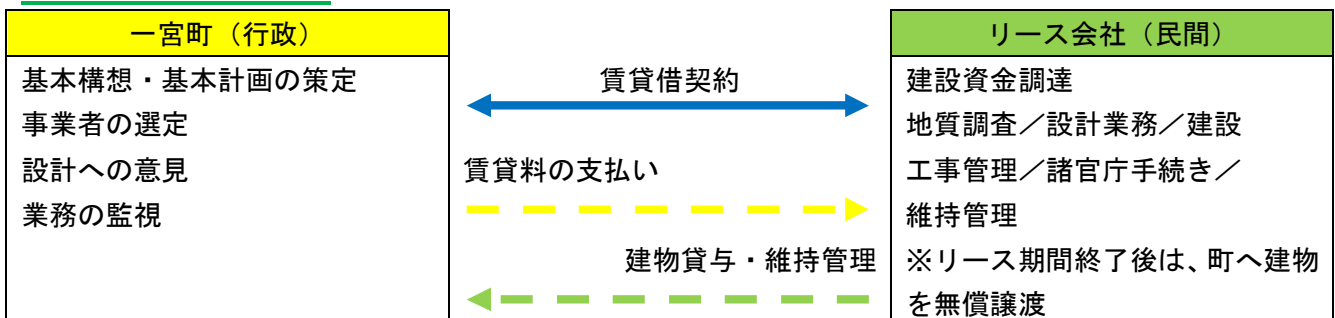 一宮町（行政）
基本構想・基本計画の策定
事業者の選定
設計への意見
業務の監視
賃貸借契約
賃貸料の支払い
建物貸与・維持管理
リース会社（民間）
建設資金調達
地質調査／設計業務／建設
工事管理／諸官庁手続き／
維持管理
※リース期間終了後は、町へ建物
を無償譲渡